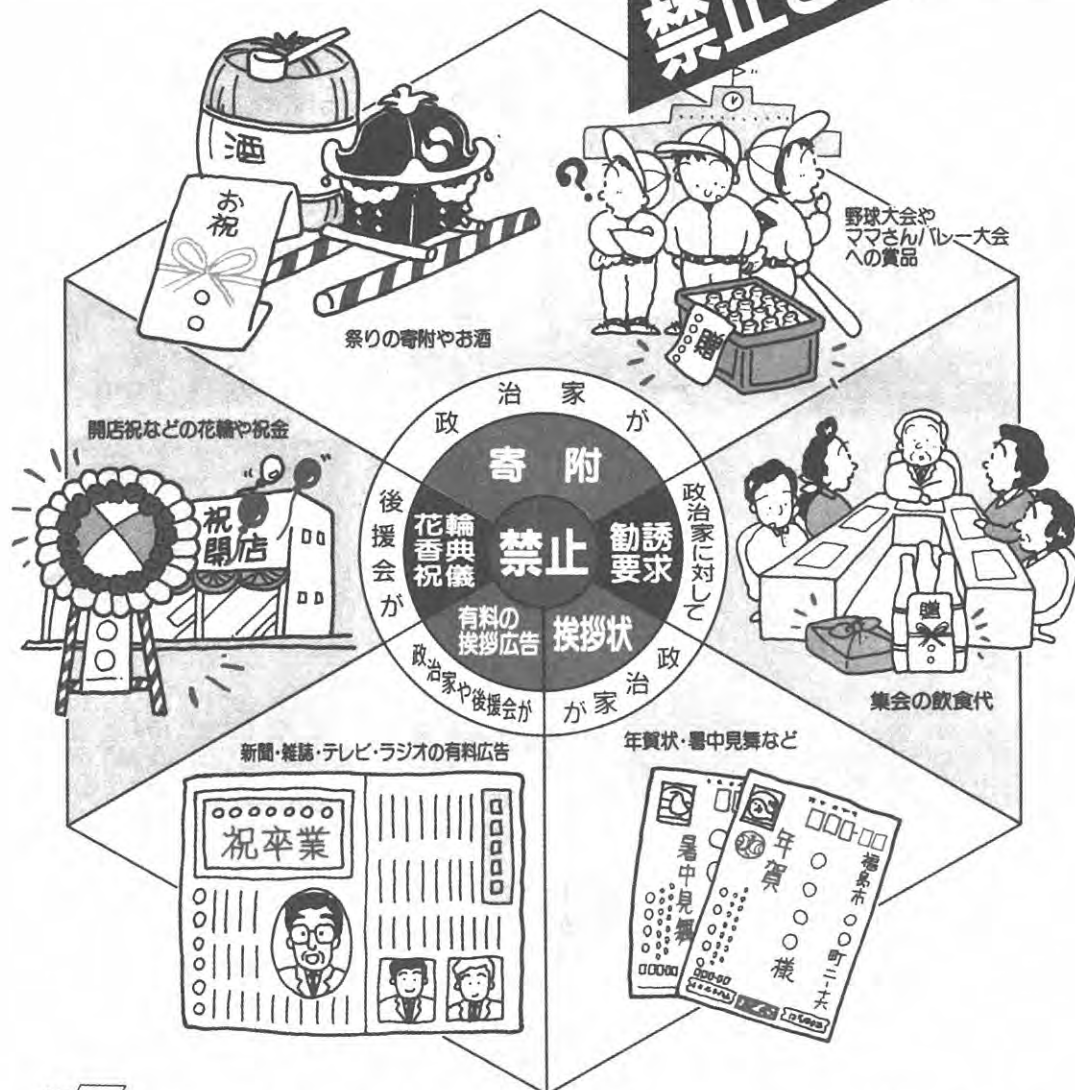 禁止
酒
お祝
祭りの寄附やお酒
贈
野球大会や
ママさんバレー大会
への賞品
開店祝などの花輪や祝金
祝
開店
政治家が
寄附
後援会が
花輪
香典
祝儀
禁止
勧誘
要求
政治家に対して
有料の
挨拶広告
挨拶状
政治家や後援会が
政治家が
贈
集会の飲食代
新聞・雑誌・テレビ・ラジオの有料広告
祝卒業
年賀状・暑中見舞など
暑中見舞
年賀
○○○○様
福島市○○町二-十六